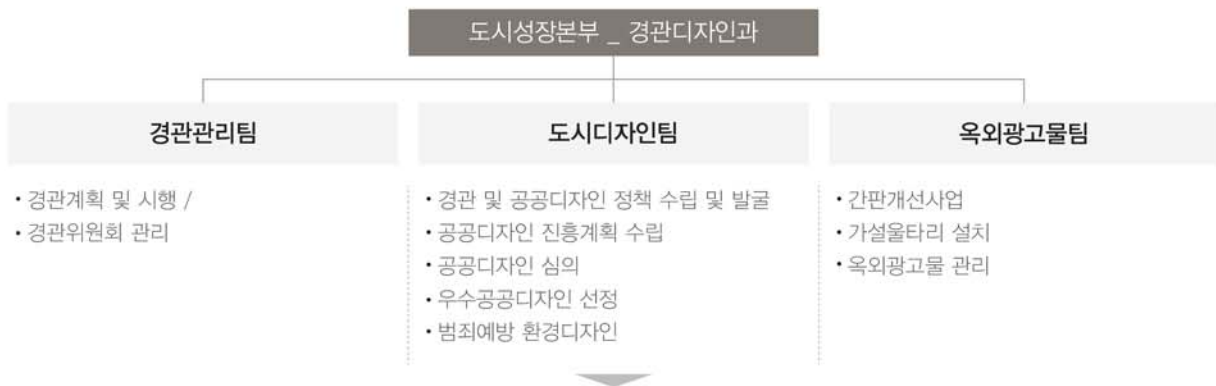 도시성장본부 _ 경관디자인과
경관관리팀
• 경관계획 및 시행 /
• 경관위원회 관리
도시디자인팀
• 경관 및 공공디자인 정책 수립 및 발굴
• 공공디자인 진흥계획 수립
• 공공디자인 심의
• 우수공공디자인 선정
• 범죄예방 환경디자인
옥외광고물팀
• 간판개선사업
• 가설울타리 설치
• 옥외광고물 관리